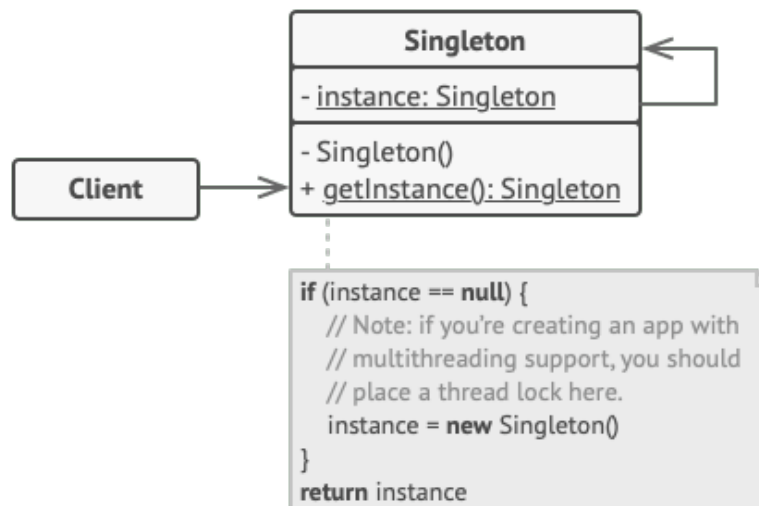 Singleton
- instance: Singleton
- Singleton()
+ getInstance(): Singleton
Client
if (instance == null) {
// Note: if you’re creating an app with
// multithreading support, you should
// place a thread lock here.
instance = new Singleton()
}
return instance